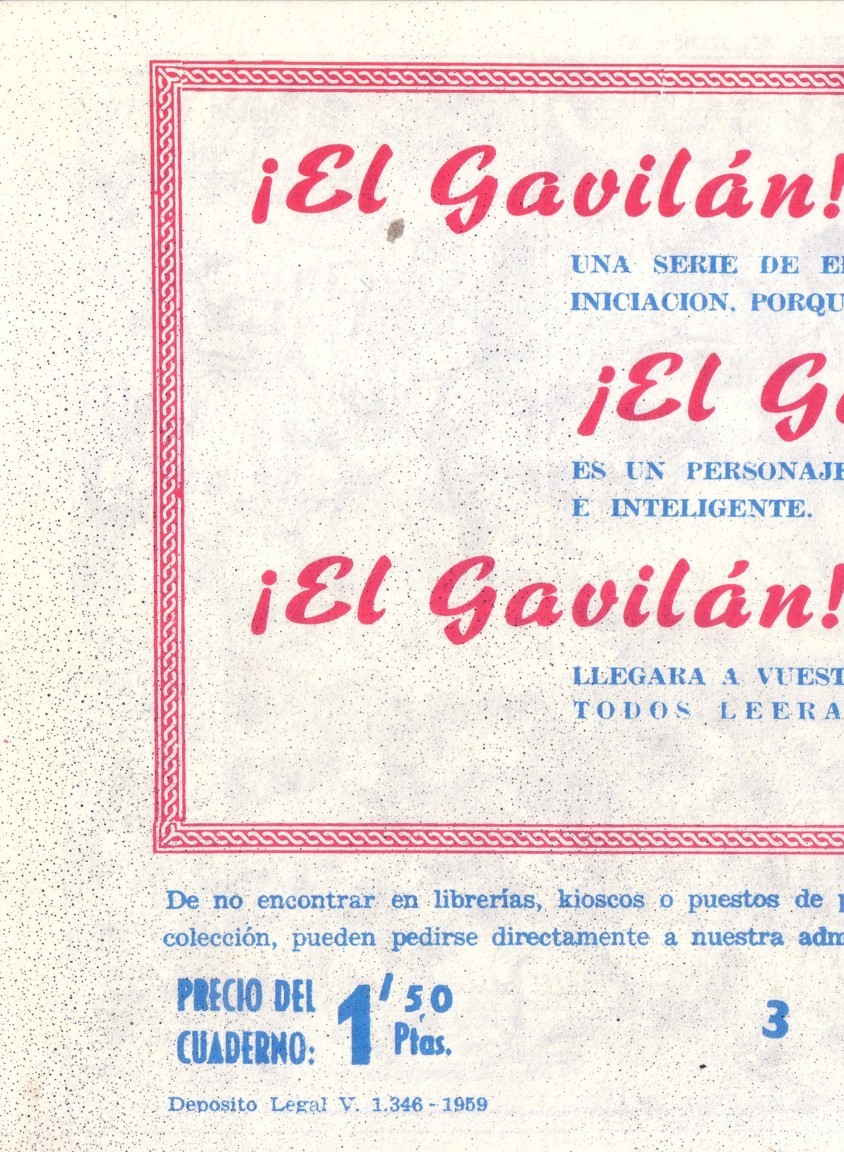 ¡El Gavilán!
UNA SERIE DE
INICIACION. PORQU
¡El
ES UN PERSONAJE
E INTELIGENTE.
¡El Gavilán!
LLEGARA A VUEST
TODOS LEERA
De no encontrar en librerías, kioscos o puestos de
colección, pueden pedirse directamente a nuestra adm
PRECIO DEL
CUADERNO: 1'50
Ptas.
3
Deposito Legal V. 1.346 - 1959